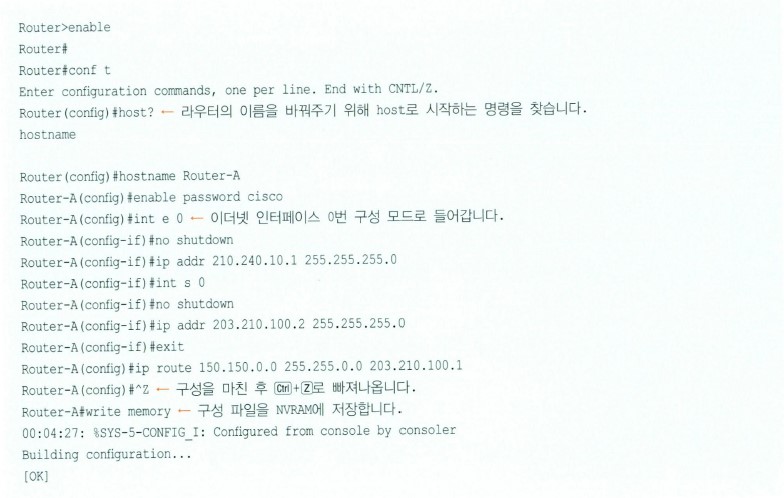 Router>enable
Router#
Router#conf t
Enter configuration commands, one per line. End with CNTL/Z.
Router(config)#host? ← 라우터의 이름을 바꿔주기 위해 host로 시작하는 명령을 찾습니다.
hostname
Router(config)#hostname Router-A
Router-A(config)#enable password cisco
Router-A(config)#int e 0 ← 이더넷 인터페이스 0번 구성 모드로 들어갑니다.
Router-A(config-if)#no shutdown
Router-A(config-if)#ip addr 210.240.10.1 255.255.255.0
Router-A(config-if)#int s 0
Router-A(config-if)#no shutdown
Router-A(config-if)#ip addr 203.210.100.2 255.255.255.O
Router-A(config-if)#exit
Router-A(config)#ip route 150.150.0.0 255.255.0.0 203.210.100.1
Router-A(config)#^Z ← 구성을 마친 후 Ctrl+Z로 빠져나옵니다.
Router-A#write memory ← 구성 파일을 NVRAM에 저장합니다.
00:04:27: %SYS-5-CONFIG_I: Configured from console by consoler
Building configuration...
[OK]